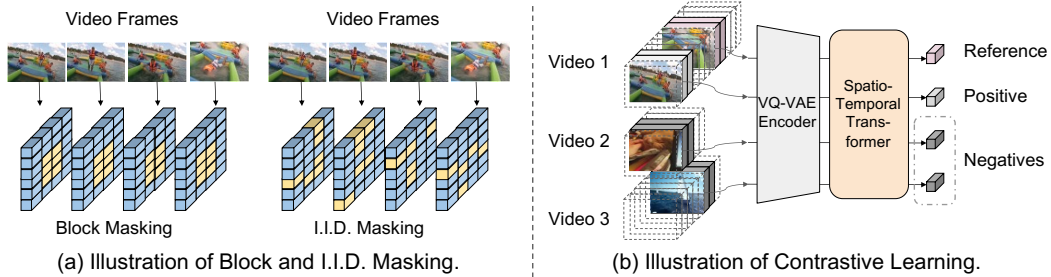 Video Frames
Video Frames
Block Masking
I.I.D. Masking
(a) Illustration of Block and I.I.D. Masking.
Video 1
Video 2
Video 3
VQ-VAE
Encoder
Spatio-
Temporal
Trans-
former
Reference
Positive
Negatives
(b) Illustration of Contrastive Learning.